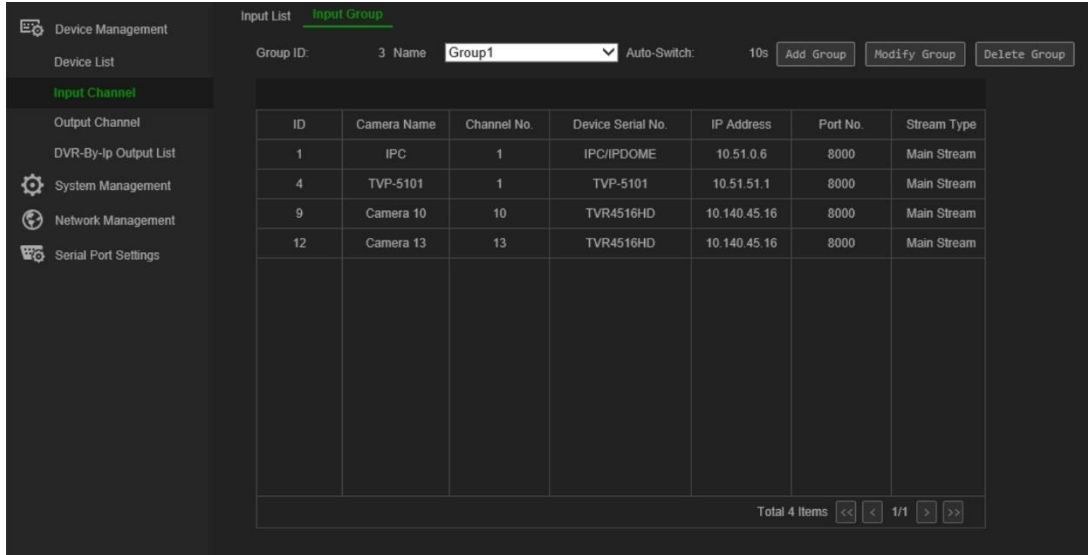 Device Management
Device List
Input Channel
Output Channel
DVR-By-Ip Output List
System Management
Network Management
Serial Port Settings
Input List Input Group
Group ID: 3 Name Group1 Auto-Switch: 10s Add Group Modify Group Delete Group
ID Camera Name Channel No. Device Serial No. IP Address Port No. Stream Type
1 IPC 1 IPC/IPDOME 10.51.0.6 8000 Main Stream
4 TVP-5101 1 TVP-5101 10.51.51.1 8000 Main Stream
9 Camera 10 10 TVR4516HD 10.140.45.16 8000 Main Stream
12 Camera 13 13 TVR4516HD 10.140.45.16 8000 Main Stream
Total 4 Items << < 1/1 > >>